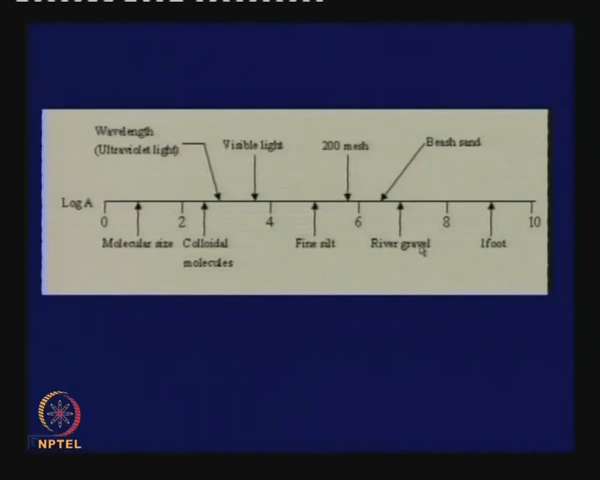 Wavelength
(Ultraviolet light)
Visible light
200 mesh
Beash sand
Log A
0 2 4 6 8 10
Molecular size
Colloidal
molecules
Fine silt
River gravel
1foot
NPTEL